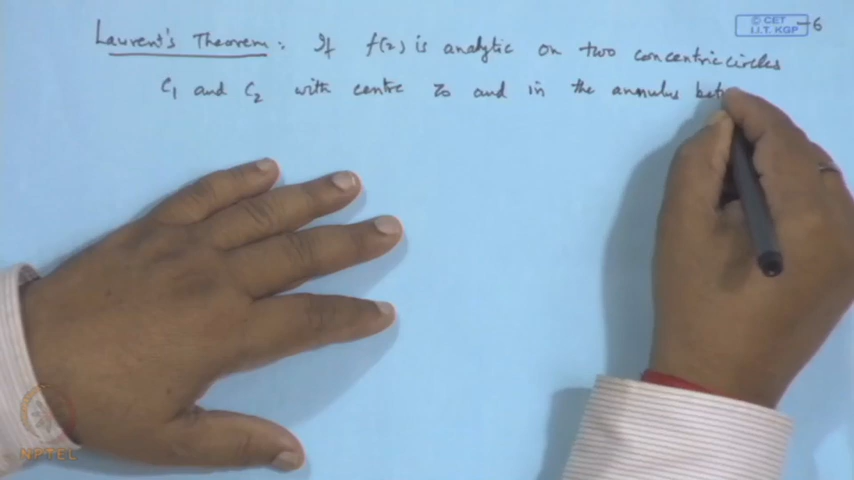 © CET
I.I.T. KGP
-6
Laurent's Theorem: If f(z) is analytic on two concentric circles
C1 and C2 with centre z0 and in the annulus bet
NPTEL